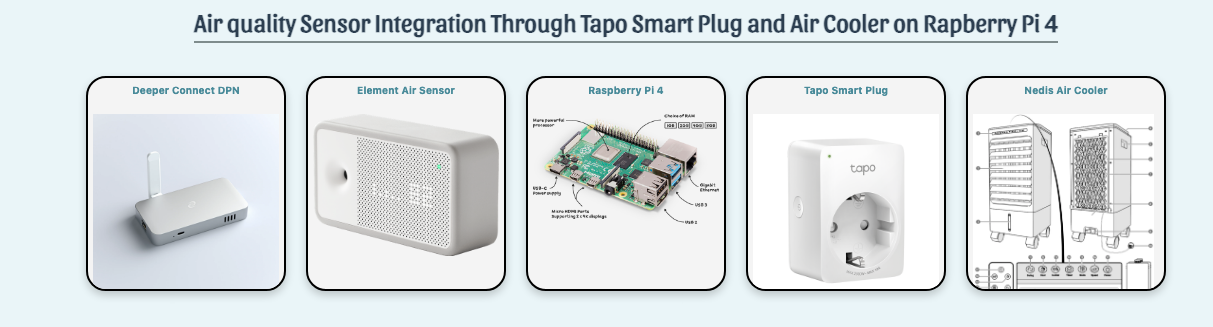 Air quality Sensor Integration Through Tapo Smart Plug and Air Cooler on Rapberry Pi 4
Deeper Connect DPN
Element Air Sensor
Raspberry Pi 4
Tapo Smart Plug
Nedis Air Cooler
More powerful
processor
Choice of RAM
1GB 2GB 4GB 8GB
USB-C
Power supply
Micro HDMI Ports
Supporting 2 x 4K displays
Gigabit
Ethernet
USB 3
USB 2
tapo